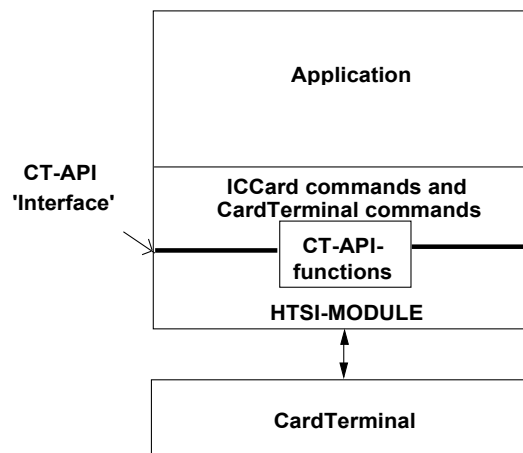 Application
CT-API
'Interface'
ICCard commands and
CardTerminal commands
CT-API-
functions
HTSI-MODULE
CardTerminal